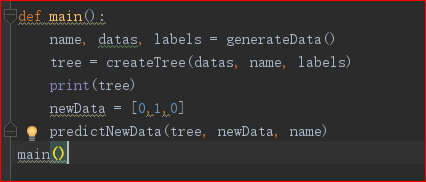 def main():
name, datas, labels = generateData()
tree = createTree(datas, name, labels)
print(tree)
newData = [0,1,0]
predictNewData(tree, newData, name)
main()